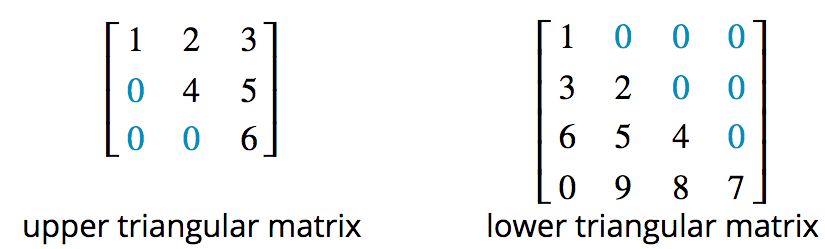 1 2 3
0 4 5
0 0 6
upper triangular matrix
1 0 0 0
3 2 0 0
6 5 4 0
0 9 8 7
lower triangular matrix